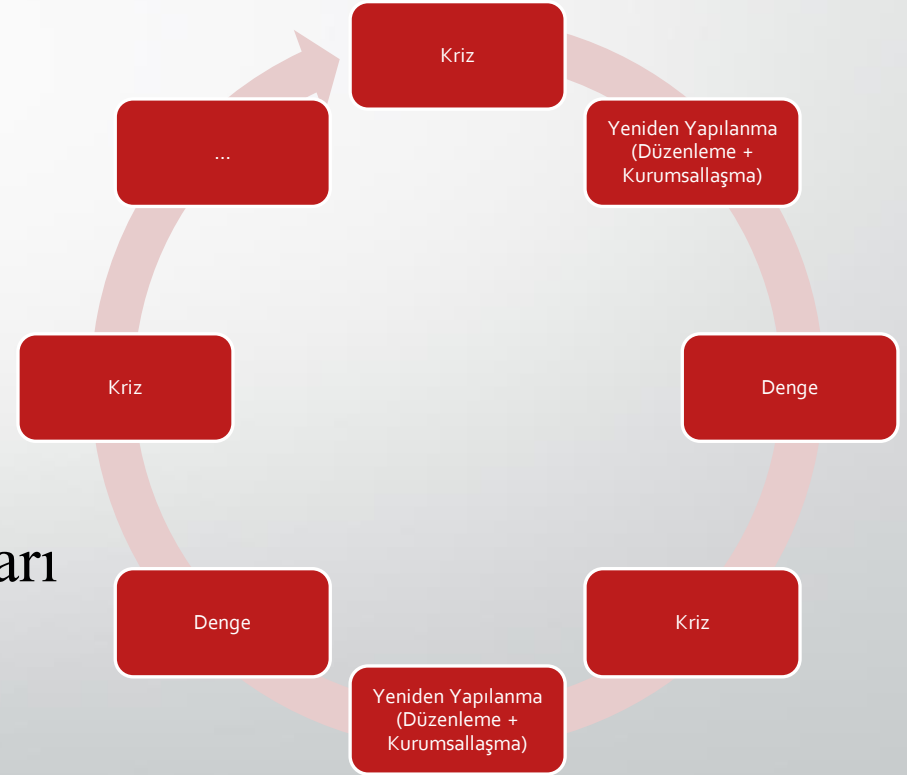 Kriz
Yeniden Yapılanma
(Düzenleme +
Kurumsallaşma)
Denge
Kriz
Yeniden Yapılanma
(Düzenleme +
Kurumsallaşma)
Denge
Kriz
...
arı